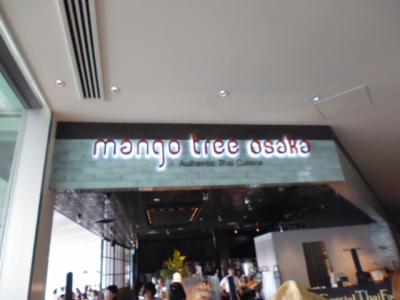 mango tree osaka
Authentic Thai Cuisine